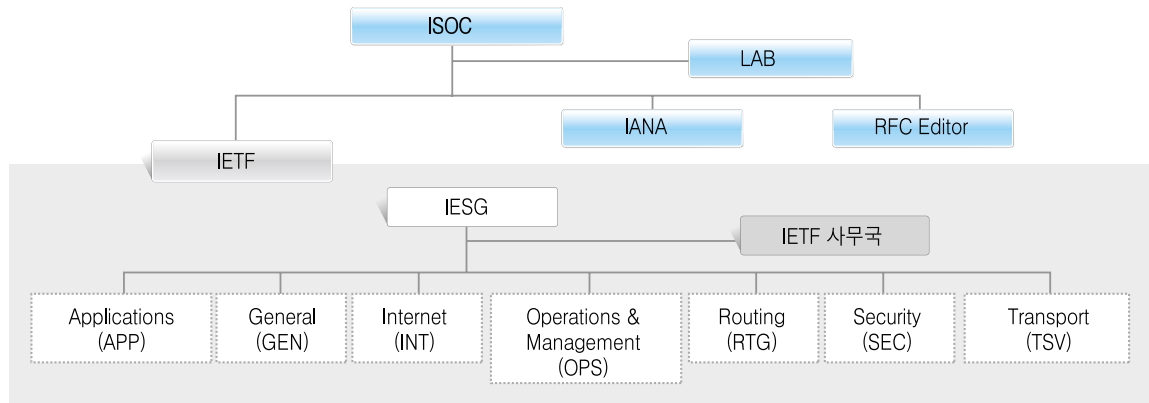 ISOC
LAB
IANA
RFC Editor
IETF
IESG
IETF 사무국
Applications
(APP)
General
(GEN)
Internet
(INT)
Operations &
Management
(OPS)
Routing
(RTG)
Security
(SEC)
Transport
(TSV)